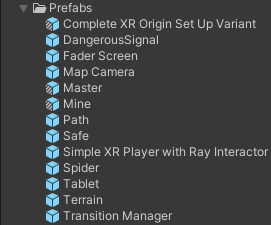 Prefabs
Complete XR Origin Set Up Variant
DangerousSignal
Fader Screen
Map Camera
Master
Mine
Path
Safe
Simple XR Player with Ray Interactor
Spider
Tablet
Terrain
Transition Manager